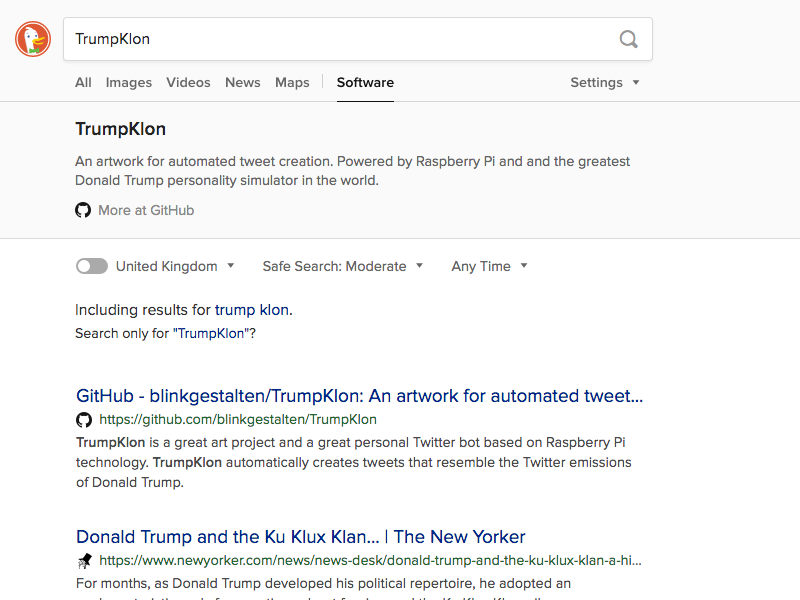 TrumpKlon
All Images Videos News Maps Software Settings
TrumpKlon
An artwork for automated tweet creation. Powered by Raspberry Pi and and the greatest
Donald Trump personality simulator in the world.
More at GitHub
United Kingdom Safe Search: Moderate Any Time
Including results for trump klon.
Search only for "TrumpKlon"?
GitHub - blinkgestalten/TrumpKlon: An artwork for automated tweet...
https://github.com/blinkgestalten/TrumpKlon
TrumpKlon is a great art project and a great personal Twitter bot based on Raspberry Pi
technology. TrumpKlon automatically creates tweets that resemble the Twitter emissions
of Donald Trump.
Donald Trump and the Ku Klux Klan... | The New Yorker
https://www.newyorker.com/news/news-desk/donald-trump-and-the-ku-klux-klan-a-hi...
For months, as Donald Trump developed his political repertoire, he adopted an